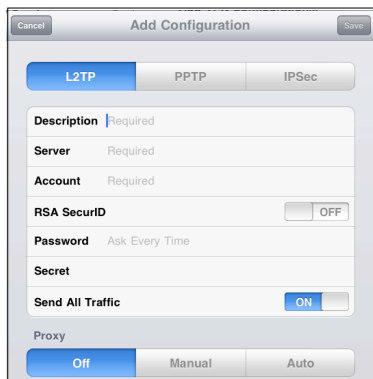 Cancel Add Configuration Save
L2TP PPTP IPSec
Description Required
Server Required
Account Required
RSA SecurID OFF
Password Ask Every Time
Secret
Send All Traffic ON
Proxy
Off Manual Auto